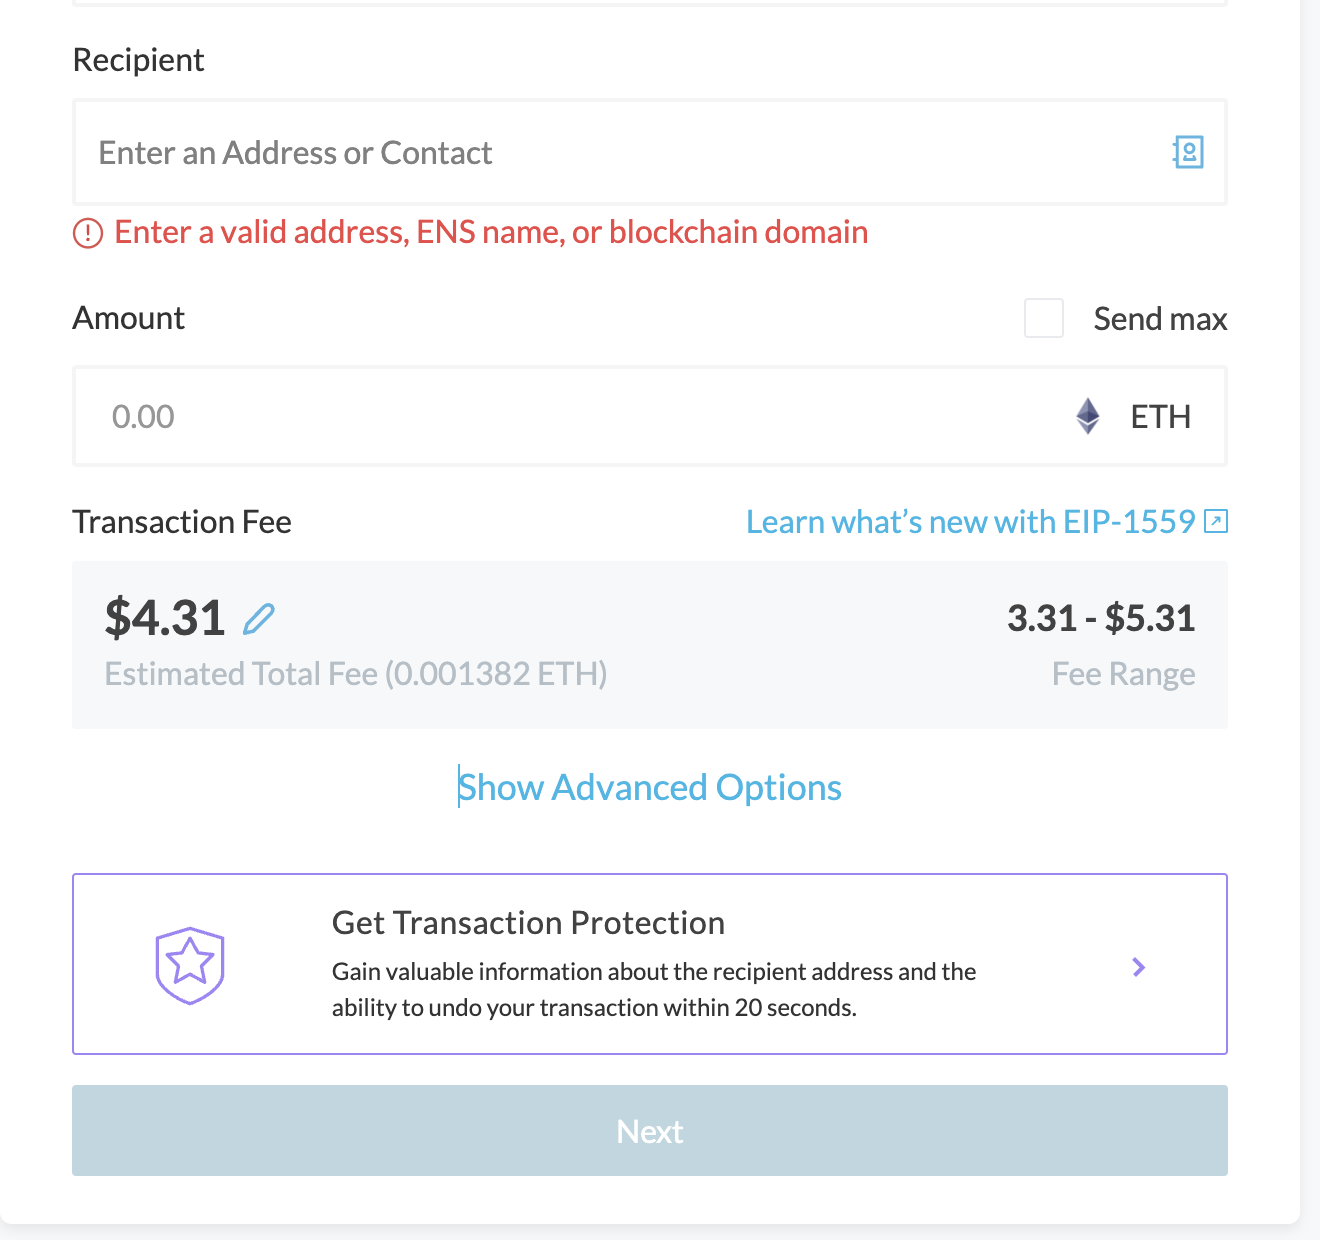 Recipient
Enter an Address or Contact
Enter a valid address, ENS name, or blockchain domain
Amount
Send max
0.00
ETH
Transaction Fee
Learn what’s new with EIP-1559
$4.31
3.31 - $5.31
Estimated Total Fee (0.001382 ETH)
Fee Range
Show Advanced Options
Get Transaction Protection
Gain valuable information about the recipient address and the
ability to undo your transaction within 20 seconds.
Next